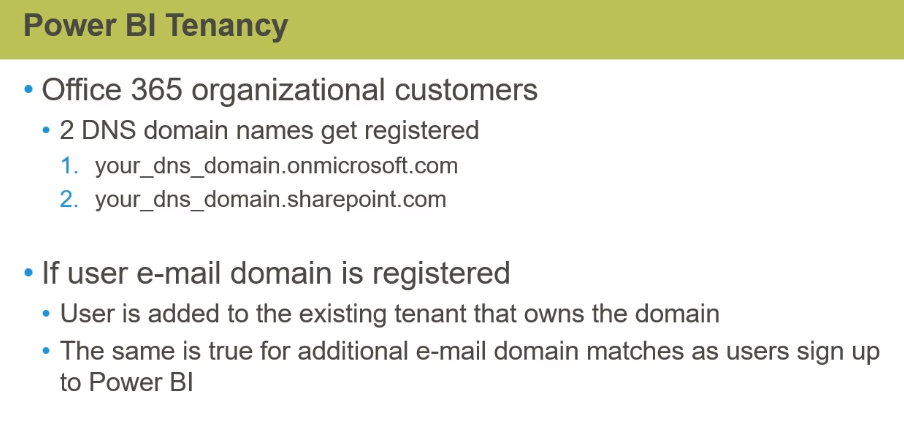 Power BI Tenancy
• Office 365 organizational customers
• 2 DNS domain names get registered
1. your_dns_domain.onmicrosoft.com
2. your_dns_domain.sharepoint.com
• If user e-mail domain is registered
• User is added to the existing tenant that owns the domain
• The same is true for additional e-mail domain matches as users sign up
to Power BI